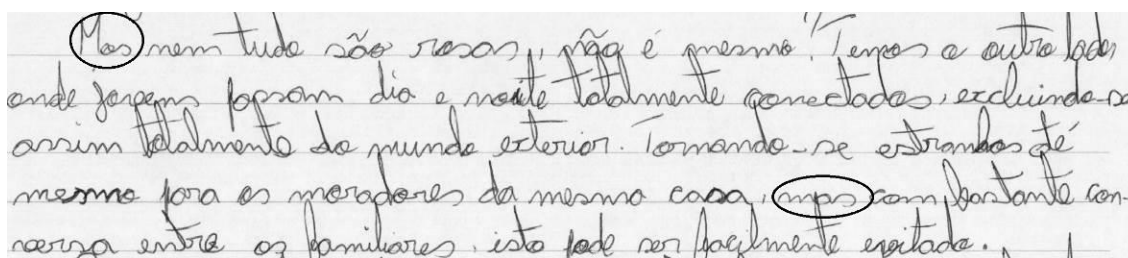 Mas nem tudo são rosas, não é mesmo? Temos o outro lado,
onde jovens passam dia e noite totalmente conectados, excluindo-se
assim totalmente do mundo exterior. Tornando-se estranhos té
mesmo para os moradores da mesma casa, mas com bastante con-
versa entre os familiares, isto pode ser facilmente evitado.